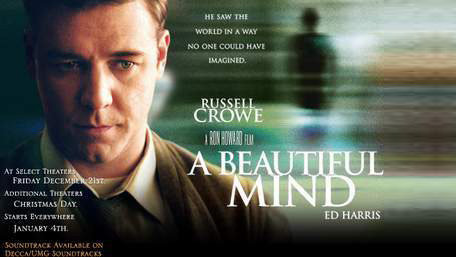 HE SAW THE
WORLD IN A WAY
NO ONE COULD HAVE
IMAGINED.
RUSSELL
CROWE
A RON HOWARD FILM
A BEAUTIFUL
MIND
ED HARRIS
AT SELECT THEATERS
FRIDAY DECEMBER 21ST.
ADDITIONAL THEATERS
CHRISTMAS DAY.
STARTS EVERYWHERE
JANUARY 4TH.
SOUNDTRACK AVAILABLE ON
DECCA/UMG SOUNDTRACKS